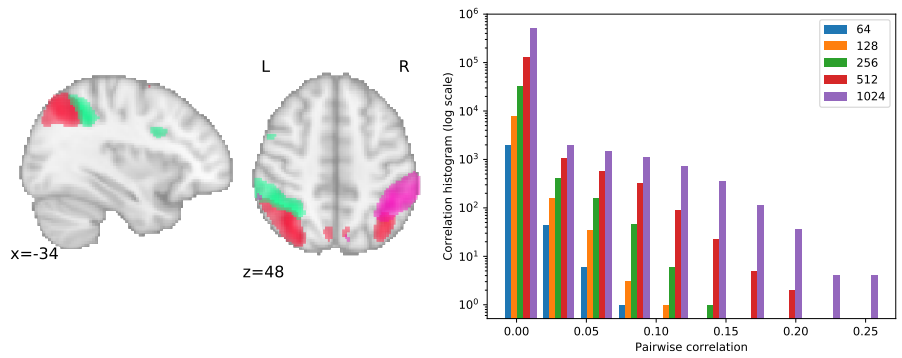 L R
x=-34
z=48
Correlation histogram (log scale)
10^6
10^5
10^4
10^3
10^2
10^1
10^0
64
128
256
512
1024
0.00 0.05 0.10 0.15 0.20 0.25
Pairwise correlation